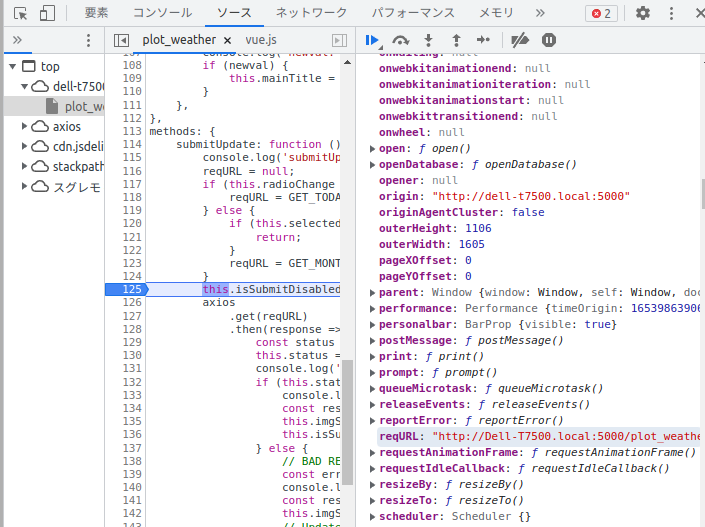 要素 コンソール ソース ネットワーク パフォーマンス メモリ » 2
»
plot_weather × vue.js
top
dell-t7500
plot_we
axios
cdn.jsdeli
stackpath
スグレモ
108 if (newval) {
109 this.mainTitle =
110 }
111 },
112 },
113 methods: {
114 submitUpdate: function ()
115 console.log('submitUp
116 reqURL = null;
117 if (this.radioChange
118 reqURL = GET_TODA
119 } else {
120 if (this.selected
121 return;
122 }
123 reqURL = GET_MONT
124 }
125 this.isSubmitDisabled
126 axios
127 .get(reqURL)
128 .then(response =>
129 const status
130 this.status =
131 console.log('
132 if (this.stat
133 console.l
134 const res
135 this.imgS
136 this.isSu
137 } else {
138 // BAD RE
139 const err
140 console.l
141 const res
142 this.imgS
143 // Update
onwebkitanimationend: null
onwebkitanimationiteration: null
onwebkitanimationstart: null
onwebkittransitionend: null
onwheel: null
open: ƒ open()
openDatabase: ƒ openDatabase()
opener: null
origin: "http://dell-t7500.local:5000"
originAgentCluster: false
outerHeight: 1106
outerWidth: 1605
pageXOffset: 0
pageYOffset: 0
parent: Window {window: Window, self: Window, doc
performance: Performance {timeOrigin: 16539863906
personalbar: BarProp {visible: true}
postMessage: ƒ postMessage()
print: ƒ print()
prompt: ƒ prompt()
queueMicrotask: ƒ queueMicrotask()
releaseEvents: ƒ releaseEvents()
reportError: ƒ reportError()
reqURL: "http://Dell-T7500.local:5000/plot_weathe
requestAnimationFrame: ƒ requestAnimationFrame()
requestIdleCallback: ƒ requestIdleCallback()
resizeBy: ƒ resizeBy()
resizeTo: ƒ resizeTo()
scheduler: Scheduler {}